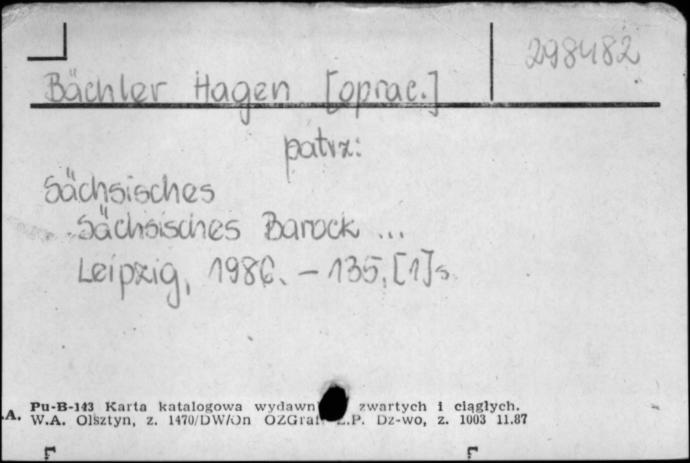 298482
Bächler Hagen [oprac.]
patrz:
Sächsisches
Sächsisches Barock ...
Leipzig, 1986. - 135, [1] s
Pu-B-143 Karta katalogowa wydawn zwartych i ciągłych.
.A. W.A. Olsztyn, z. 1470/DW/Jn OZGraf. Z.P. Dz-wo, z. 1003 11.87